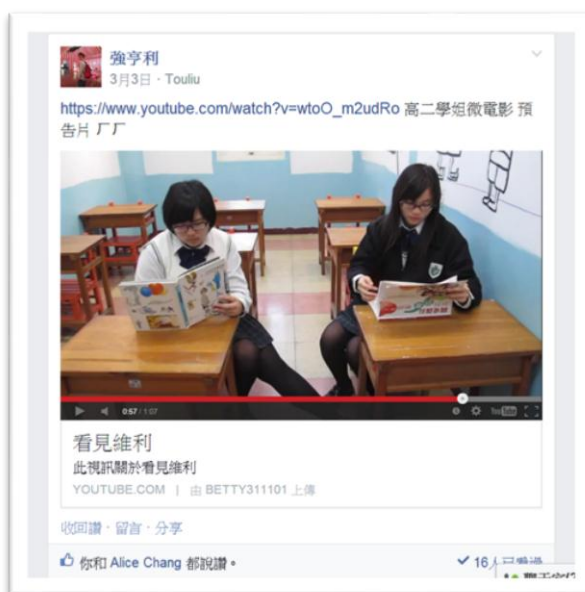 強亨利
3月3日 · Touliu
https://www.youtube.com/watch?v=wtoO_m2udRo 高二學姐微電影 預
告片 ㄏㄏ
0:57 / 1:07
YouTube
看見維利
此視訊關於看見維利
YOUTUBE.COM | 由 BETTY311101 上傳
收回讚 · 留言 · 分享
你和 Alice Chang 都說讚。
✓ 16人已看過